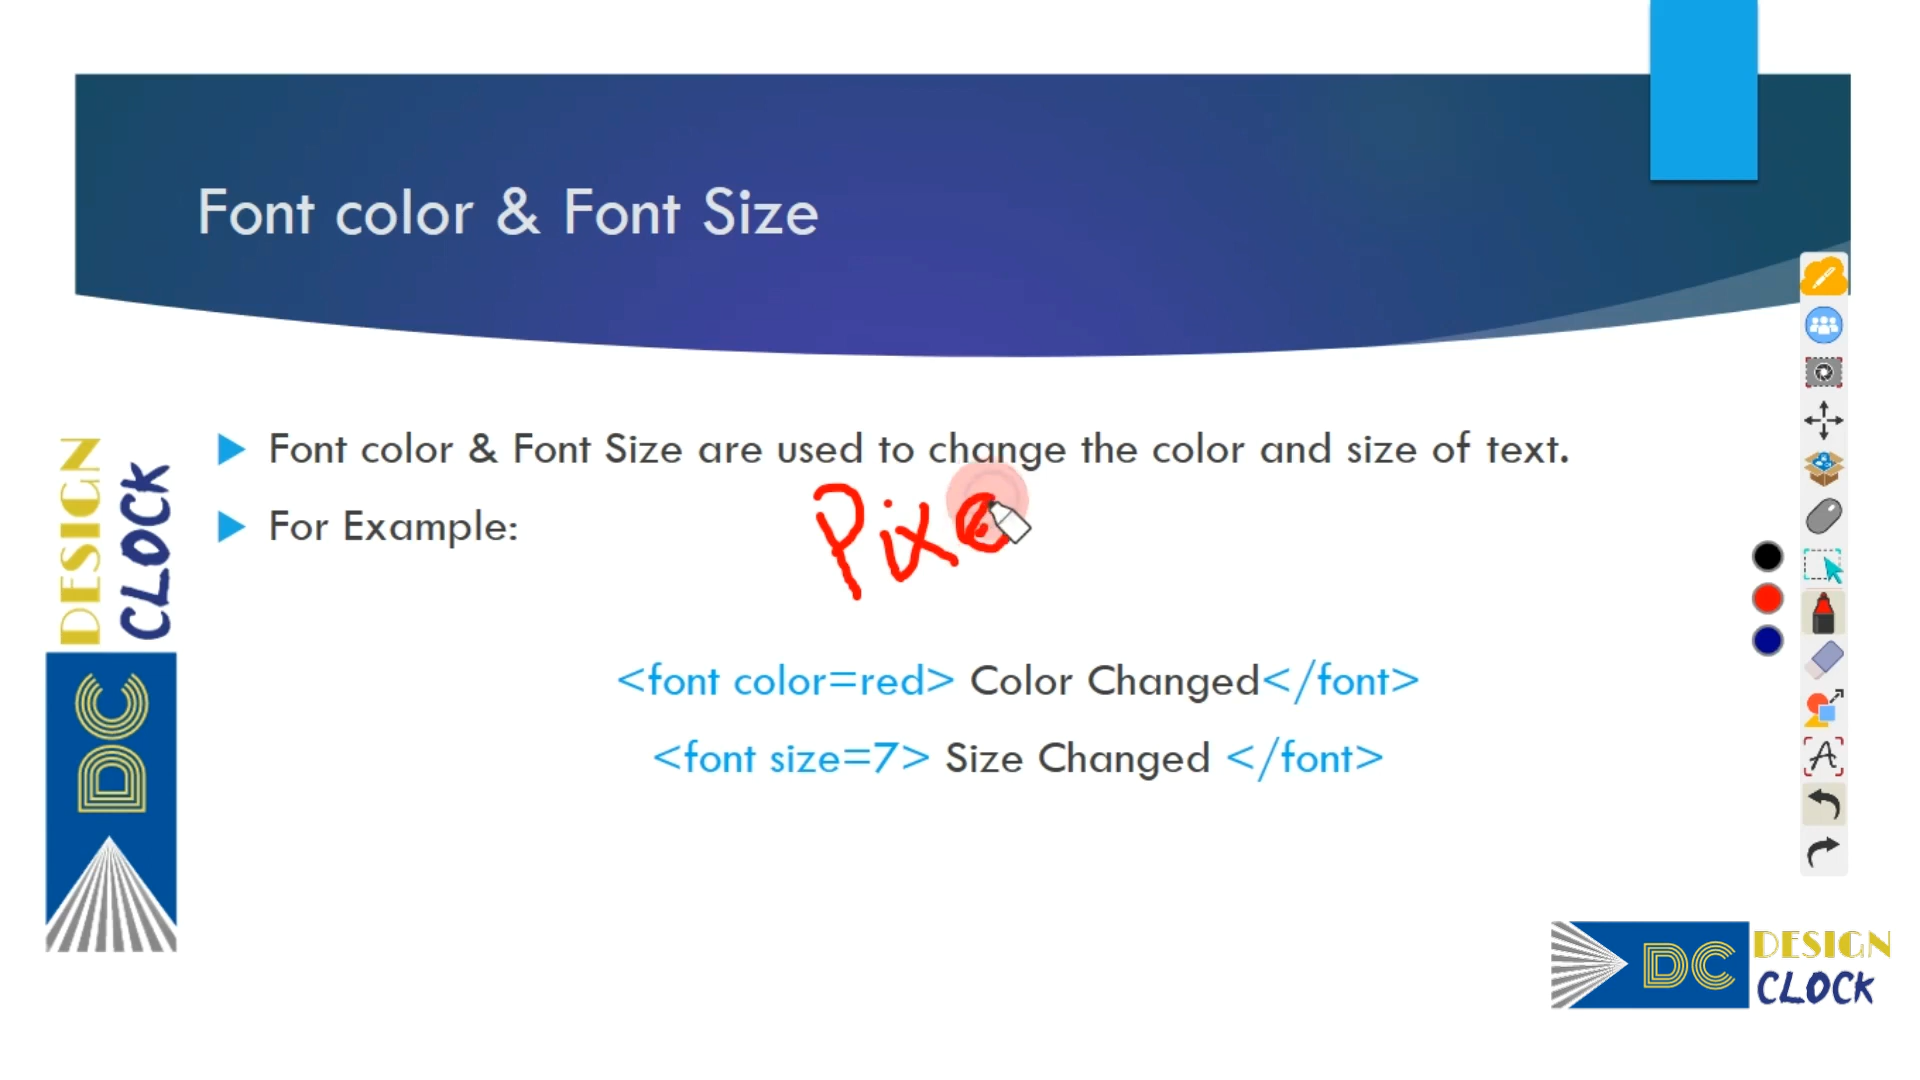 Font color & Font Size
Font color & Font Size are used to change the color and size of text.
For Example:
Pixe
<font color=red> Color Changed</font>
<font size=7> Size Changed </font>
DESIGN
CLOCK
DC
DC
DESIGN
CLOCK